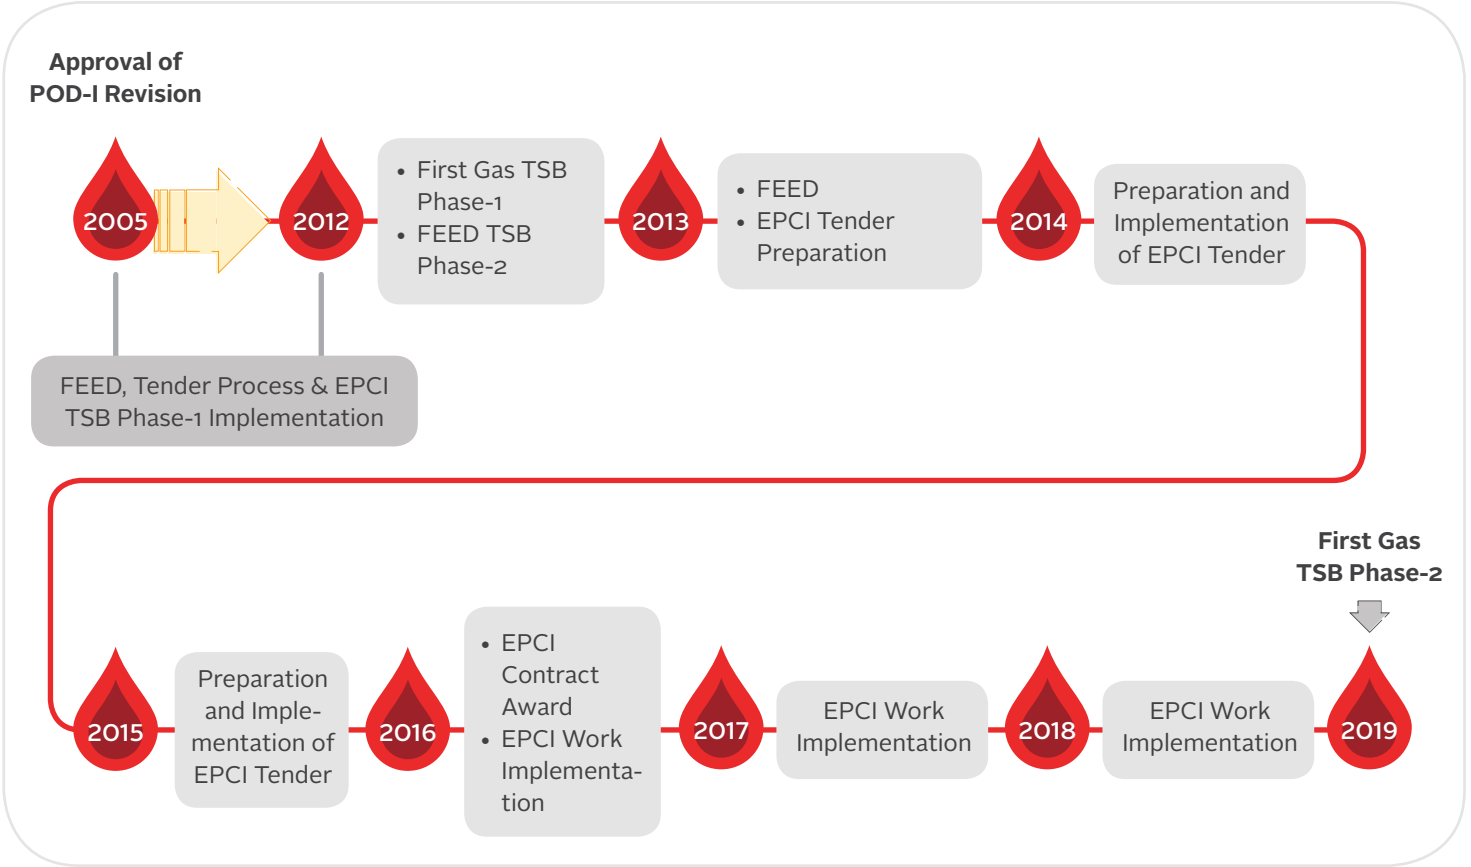 Approval of
POD-I Revision
2005
2012
• First Gas TSB
Phase-1
• FEED TSB
Phase-2
2013
• FEED
• EPCI Tender
Preparation
2014
Preparation and
Implementation
of EPCI Tender
FEED, Tender Process & EPCI
TSB Phase-1 Implementation
First Gas
TSB Phase-2
2015
Preparation
and Imple-
mentation of
EPCI Tender
2016
• EPCI
Contract
Award
• EPCI Work
Implementa-
tion
2017
EPCI Work
Implementation
2018
EPCI Work
Implementation
2019